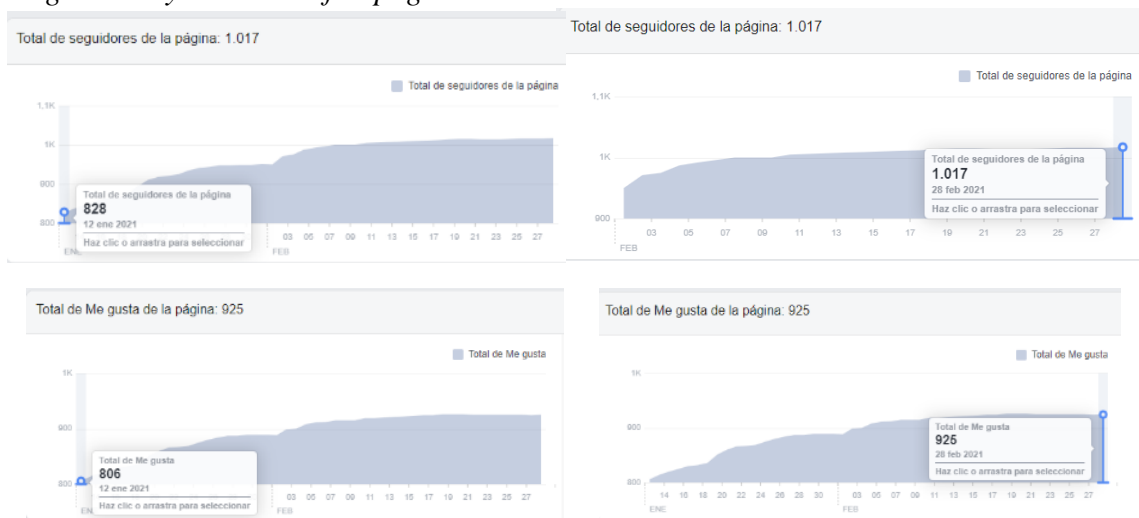 Total de seguidores de la página: 1.017
Total de seguidores de la página
1,1K
1K
900
800
Total de seguidores de la página
828
12 ene 2021
Haz clic o arrastra para seleccionar
03 05 07 09 11 13 15 17 19 21 23 25 27
FEB
Total de seguidores de la página: 1.017
Total de seguidores de la página
1,1K
1K
900
Total de seguidores de la página
1.017
28 feb 2021
Haz clic o arrastra para seleccionar
03 05 07 09 11 13 15 17 19 21 23 25 27
FEB
Total de Me gusta de la página: 925
Total de Me gusta
1K
900
800
Total de Me gusta
806
12 ene 2021
Haz clic o arrastra para seleccionar
03 05 07 09 11 13 15 17 19 21 23 25 27
FEB
Total de Me gusta de la página: 925
Total de Me gusta
1K
900
800
Total de Me gusta
925
28 feb 2021
Haz clic o arrastra para seleccionar
14 16 18 20 22 24 26 28 30 03 05 07 09 11 13 15 17 19 21 23 25 27
ENE FEB